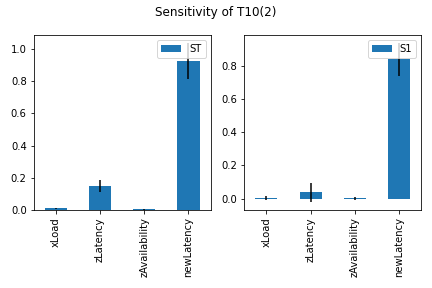 Sensitivity of T10(2)
ST
1.0
0.8
0.6
0.4
0.2
0.0
xLoad
zLatency
zAvailability
newLatency
S1
0.8
0.6
0.4
0.2
0.0
xLoad
zLatency
zAvailability
newLatency